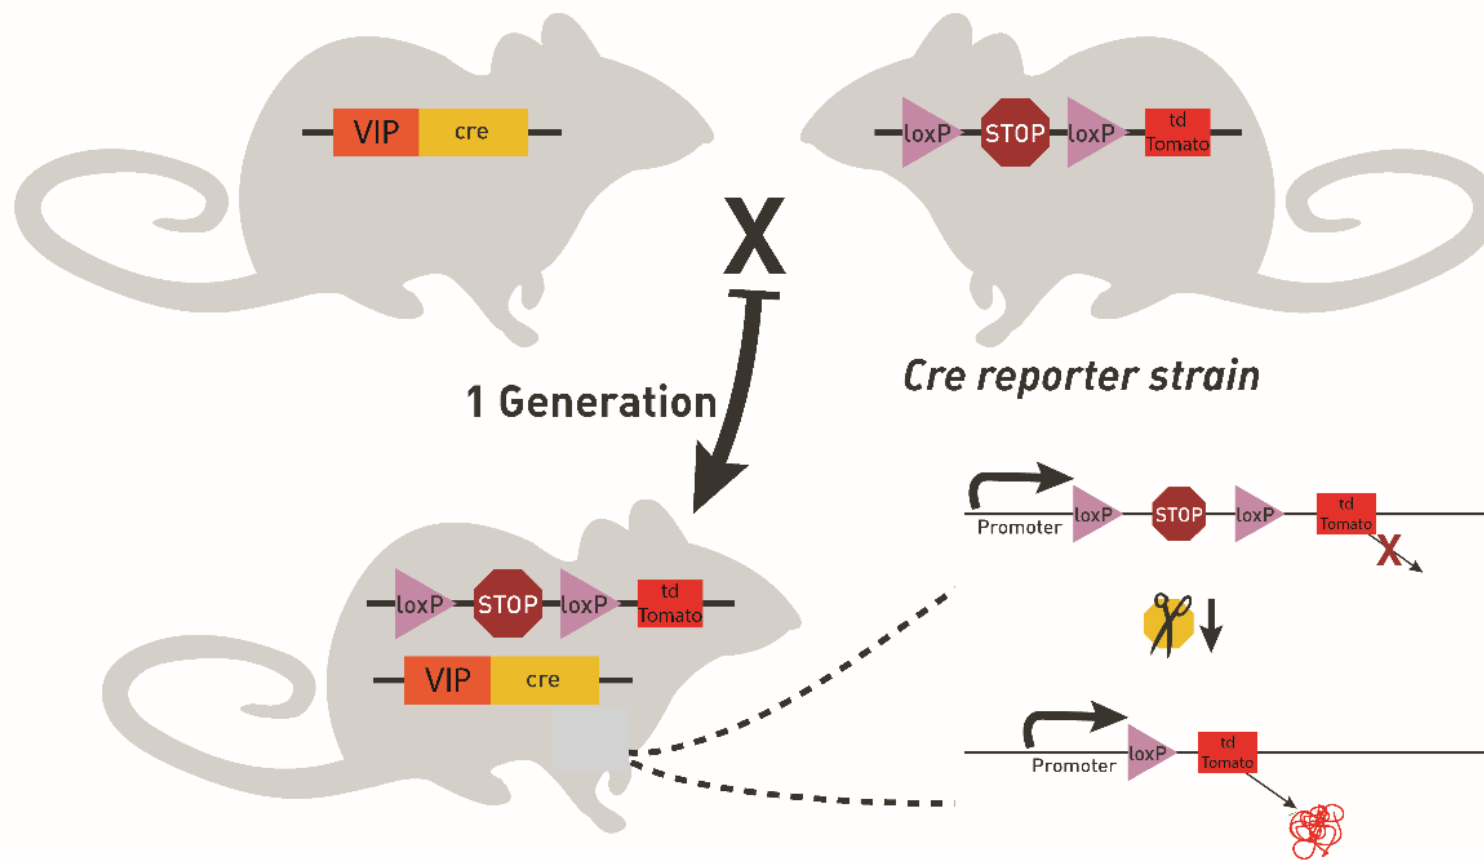 VIP cre
loxP STOP loxP td
Tomato
X
Cre reporter strain
1 Generation
loxP STOP loxP td
Tomato
Promoter
X
loxP STOP loxP td
Tomato
VIP cre
loxP td
Tomato
Promoter